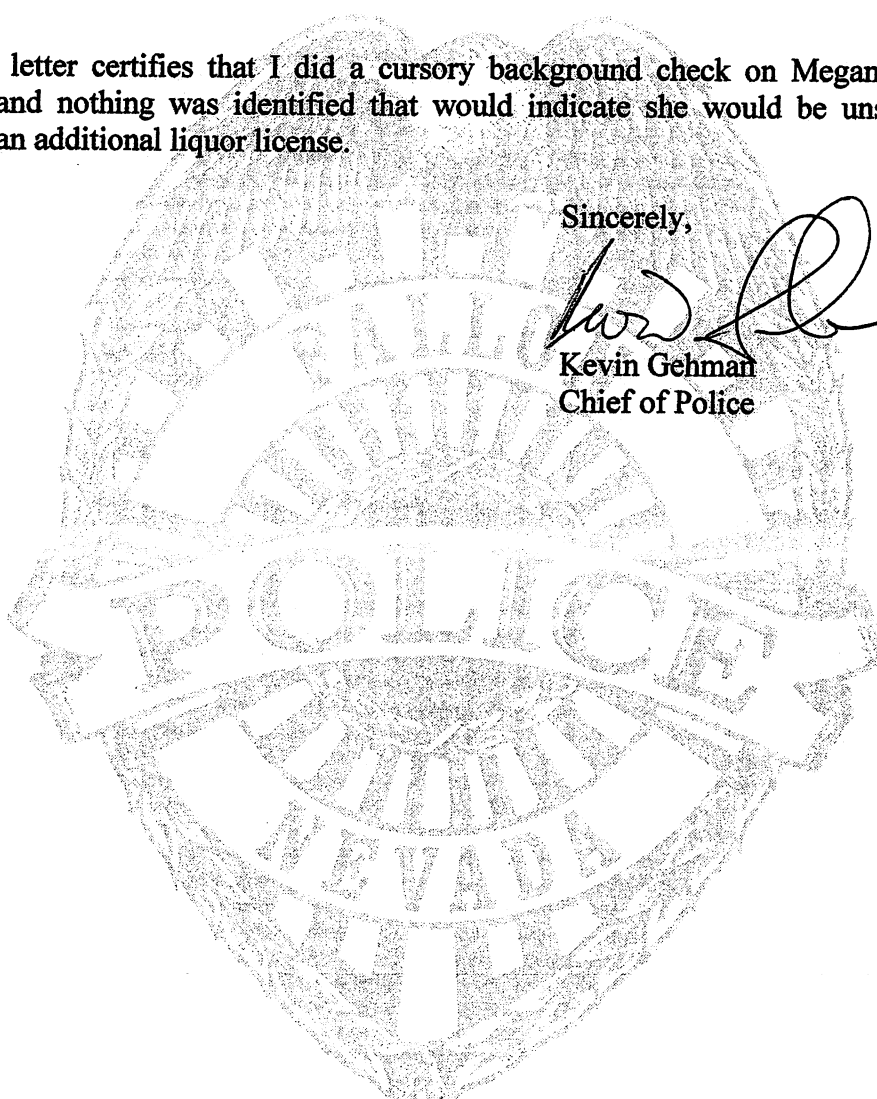 letter certifies that I did a cursory background check on Megan
and nothing was identified that would indicate she would be uns
an additional liquor license.
Sincerely,
Kevin Gehman
Chief of Police
POLICE
NEVADA